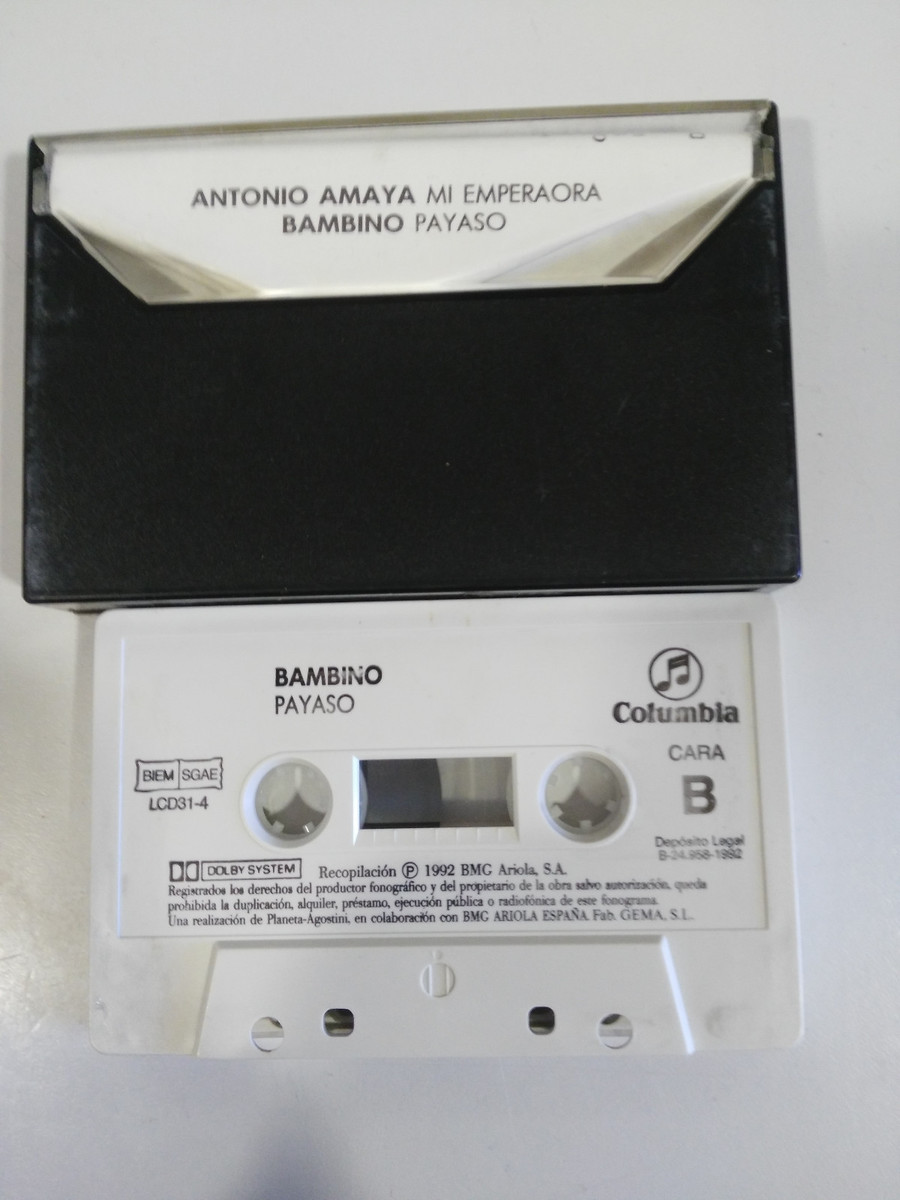 ANTONIO AMAYA MI EMPERAORA
BAMBINO PAYASO
BAMBINO
PAYASO
Columbia
CARA
B
BIEM SGAE
LCD31-4
Depósito Legal
B-24.958-1992
DOLBY SYSTEM Recopilación Ⓟ 1992 BMG Ariola, S.A.
Registrados los derechos del productor fonográfico y del propietario de la obra salvo autorización, queda
prohibida la duplicación, alquiler, préstamo, ejecución pública o radiofónica de este fonograma.
Una realización de Planeta-Agostini, en colaboración con BMG ARIOLA ESPAÑA. Fab. GEMA, S.L.